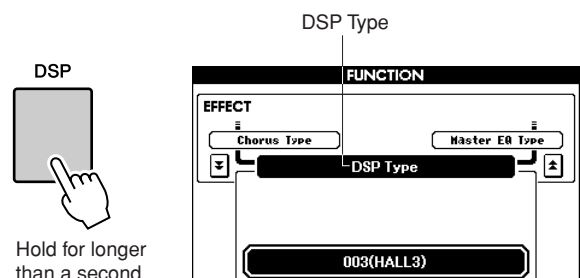 DSP Type
DSP
Hold for longer
than a second
FUNCTION
EFFECT
Chorus Type
Master EQ Type
DSP Type
003(HALL3)